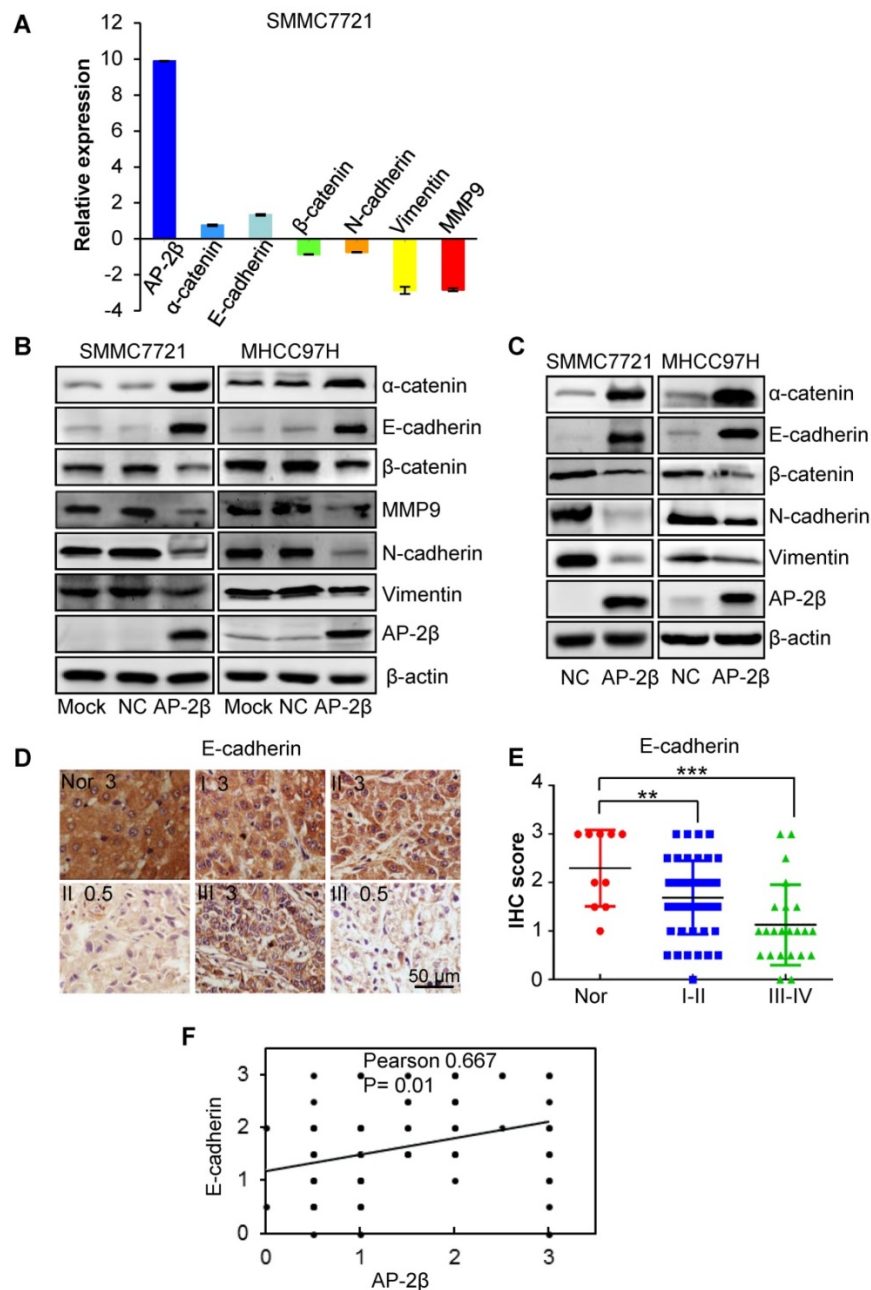 A
SMMC7721
Relative expression
12
10
8
6
4
2
0
-2
-4
AP-2β
α-catenin
E-cadherin
β-catenin
N-cadherin
Vimentin
MMP9
B
SMMC7721 MHCC97H
α-catenin
E-cadherin
β-catenin
MMP9
N-cadherin
Vimentin
AP-2β
β-actin
Mock NC AP-2β Mock NC AP-2β
C
SMMC7721 MHCC97H
α-catenin
E-cadherin
β-catenin
N-cadherin
Vimentin
AP-2β
β-actin
NC AP-2β NC AP-2β
D
E-cadherin
Nor 3 I 3 II 3
II 0.5 III 3 III 0.5
50 μm
E
E-cadherin
IHC score
4
3
2
1
0
** ***
Nor I-II III-IV
F
Pearson 0.667
P= 0.01
E-cadherin
3
2
1
0
0 1 2 3
AP-2β